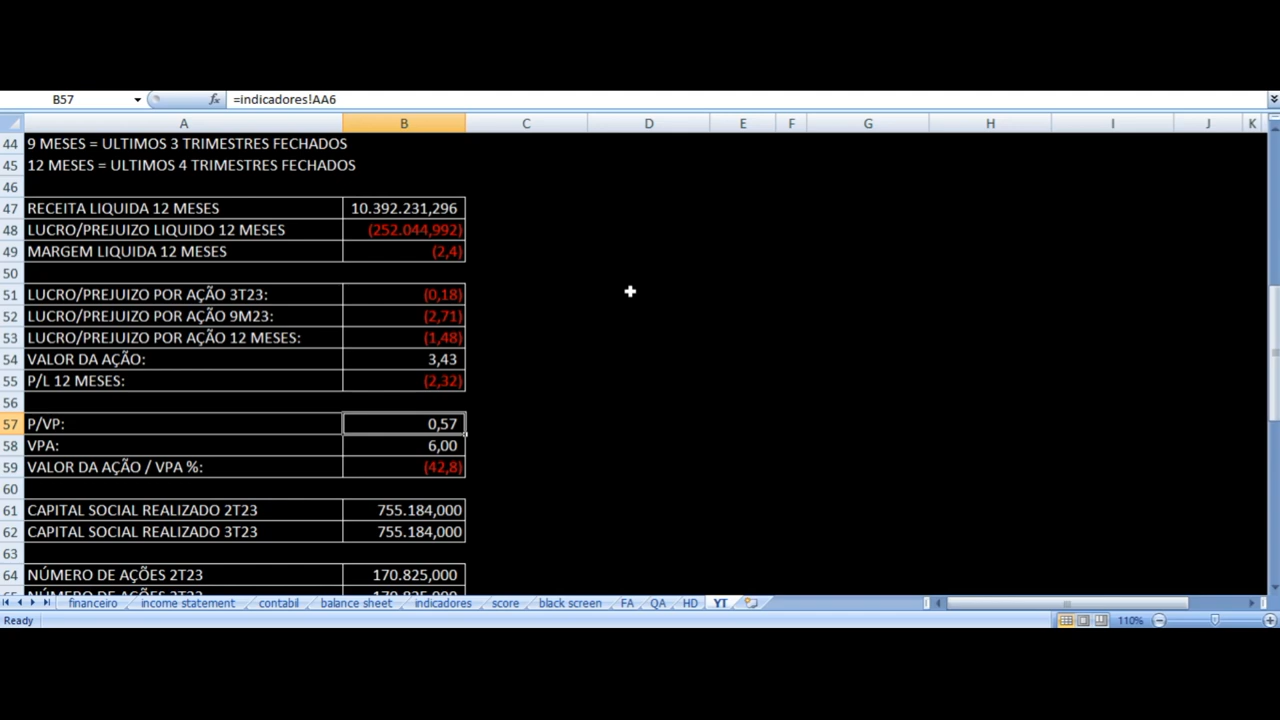 B57 fx =indicadores!AA6
A B C D E F G H I J K
44 9 MESES = ULTIMOS 3 TRIMESTRES FECHADOS
45 12 MESES = ULTIMOS 4 TRIMESTRES FECHADOS
46
47 RECEITA LIQUIDA 12 MESES 10.392.231,296
48 LUCRO/PREJUIZO LIQUIDO 12 MESES (252.044,992)
49 MARGEM LIQUIDA 12 MESES (2,4)
50
51 LUCRO/PREJUIZO POR AÇÃO 3T23: (0,18)
52 LUCRO/PREJUIZO POR AÇÃO 9M23: (2,71)
53 LUCRO/PREJUIZO POR AÇÃO 12 MESES: (1,48)
54 VALOR DA AÇÃO: 3,43
55 P/L 12 MESES: (2,32)
56
57 P/VP: 0,57
58 VPA: 6,00
59 VALOR DA AÇÃO / VPA %: (42,8)
60
61 CAPITAL SOCIAL REALIZADO 2T23 755.184,000
62 CAPITAL SOCIAL REALIZADO 3T23 755.184,000
63
64 NÚMERO DE AÇÕES 2T23 170.825,000
financeiro income statement contabil balance sheet indicadores score black screen FA QA HD YT
Ready 110%